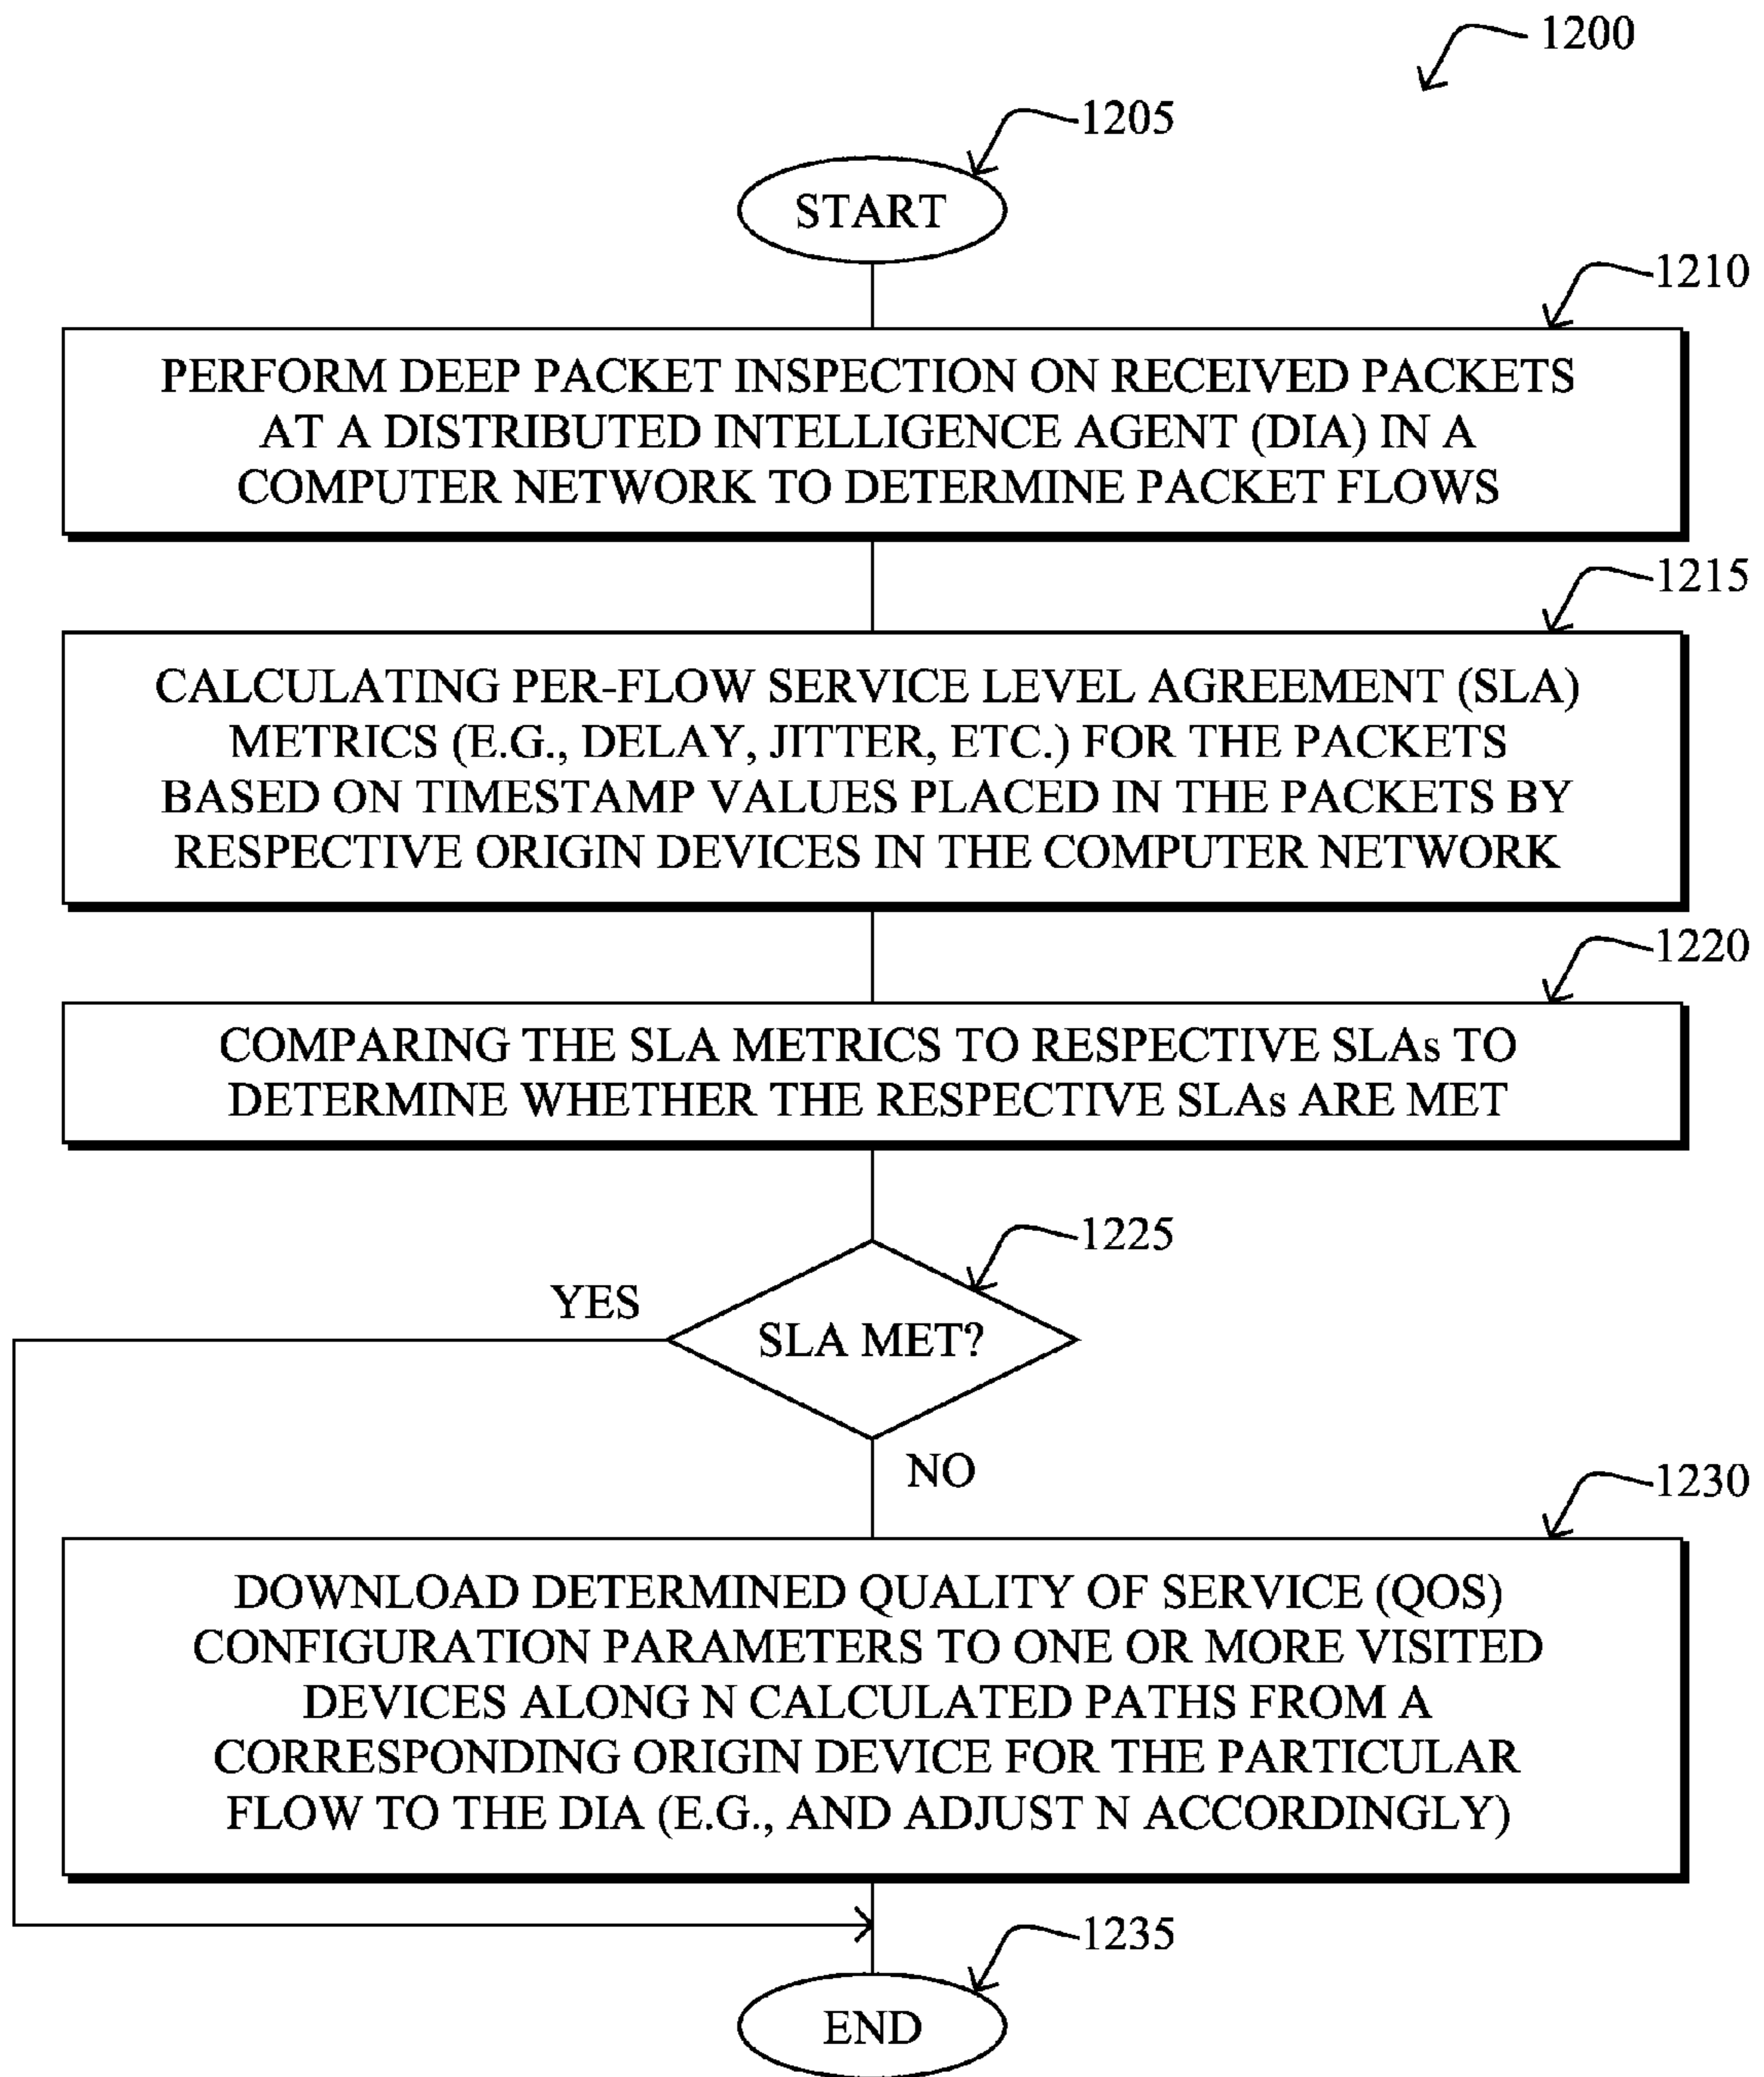 1200
1205
START
1210
PERFORM DEEP PACKET INSPECTION ON RECEIVED PACKETS
AT A DISTRIBUTED INTELLIGENCE AGENT (DIA) IN A
COMPUTER NETWORK TO DETERMINE PACKET FLOWS
1215
CALCULATING PER-FLOW SERVICE LEVEL AGREEMENT (SLA)
METRICS (E.G., DELAY, JITTER, ETC.) FOR THE PACKETS
BASED ON TIMESTAMP VALUES PLACED IN THE PACKETS BY
RESPECTIVE ORIGIN DEVICES IN THE COMPUTER NETWORK
1220
COMPARING THE SLA METRICS TO RESPECTIVE SLAs TO
DETERMINE WHETHER THE RESPECTIVE SLAs ARE MET
1225
YES
SLA MET?
NO
1230
DOWNLOAD DETERMINED QUALITY OF SERVICE (QOS)
CONFIGURATION PARAMETERS TO ONE OR MORE VISITED
DEVICES ALONG N CALCULATED PATHS FROM A
CORRESPONDING ORIGIN DEVICE FOR THE PARTICULAR
FLOW TO THE DIA (E.G., AND ADJUST N ACCORDINGLY)
1235
END